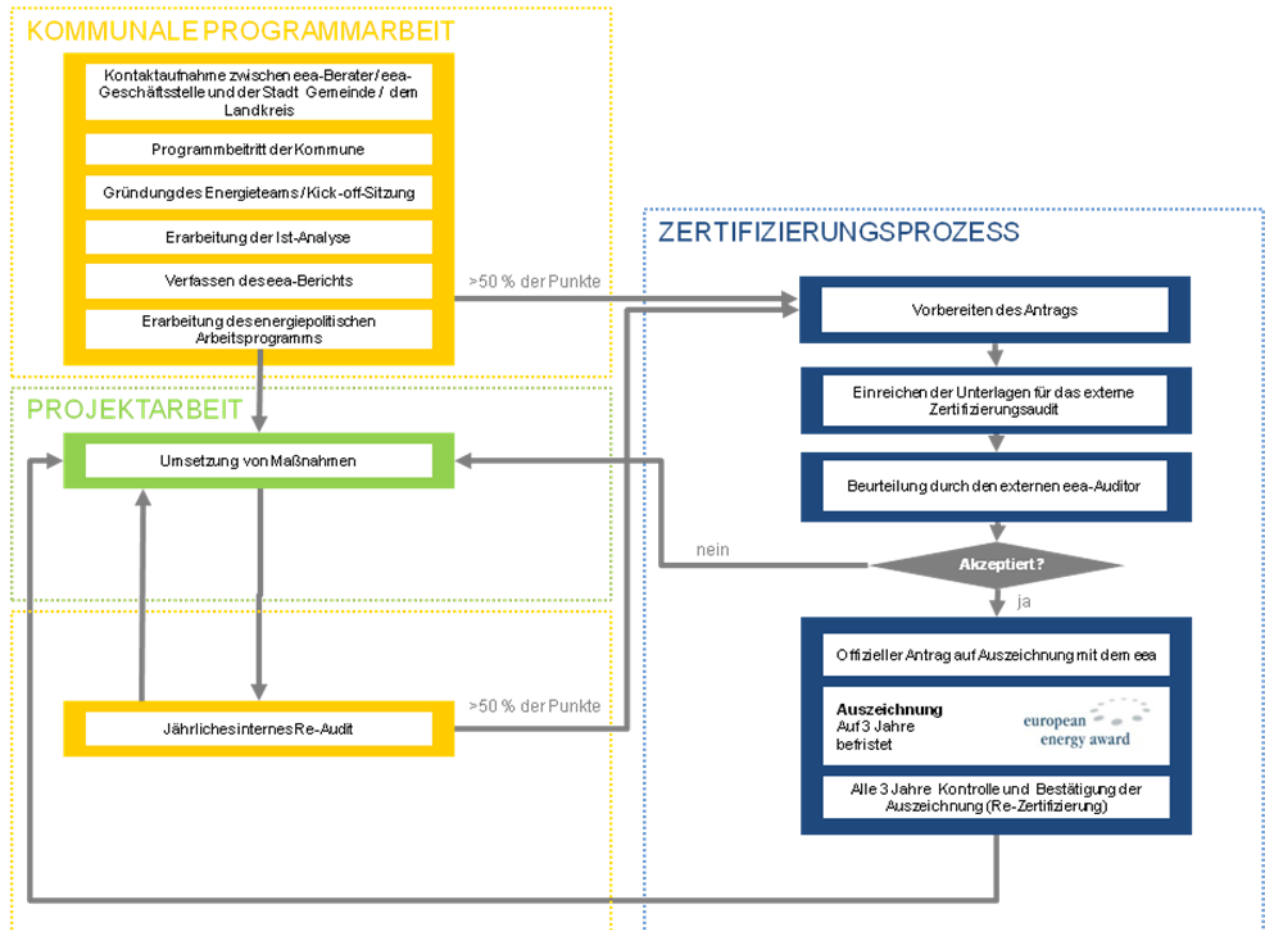 KOMMUNALE PROGRAMMARBEIT
Kontaktaufnahme zwischen eea-Berater/eea-
Geschäftsstelle und der Stadt Gemeinde / dem
Landkreis
Programmbeitritt der Kommune
Gründung des Energieteams / Kick-off-Sitzung
Erarbeitung der Ist-Analyse
Verfassen des eea-Berichts
Erarbeitung des energiepolitischen
Arbeitsprogramms
>50 % der Punkte
PROJEKTARBEIT
Umsetzung von Maßnahmen
Jährliches internes Re-Audit
>50 % der Punkte
ZERTIFIZIERUNGSPROZESS
Vorbereiten des Antrags
Einreichen der Unterlagen für das externe
Zertifizierungsaudit
Beurteilung durch den externen eea-Auditor
Akzeptiert?
nein
ja
Offizieller Antrag auf Auszeichnung mit dem eea
Auszeichnung
Auf 3 Jahre
befristet
european
energy award
Alle 3 Jahre Kontrolle und Bestätigung der
Auszeichnung (Re-Zertifizierung)